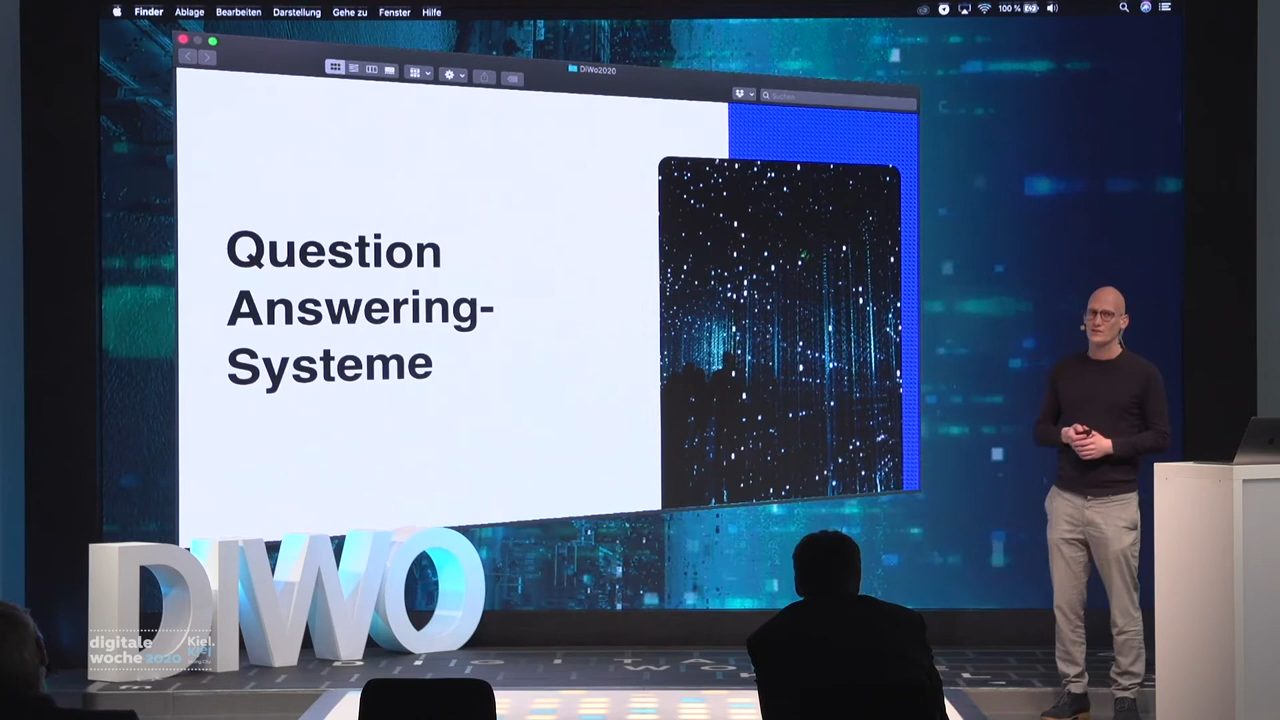 Finder Ablage Bearbeiten Darstellung Gehe zu Fenster Hilfe
100 %
DiWo2020
Suchen
Question
Answering-
Systeme
DIWO
digitale
woche 2020
Kiel.